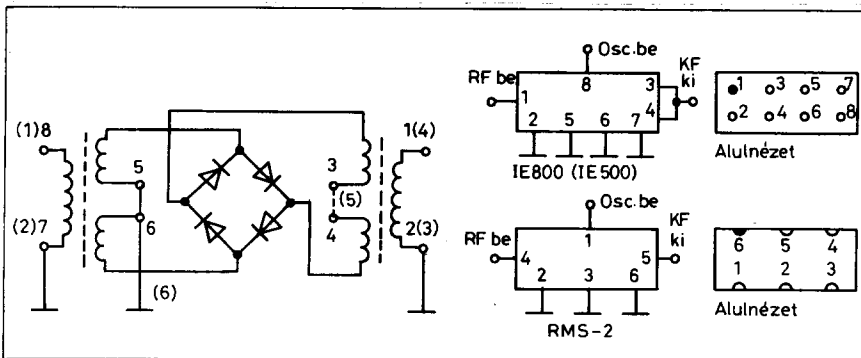 (1)8
(2)7
5
6
(6)
3
(5)
4
1(4)
2(3)
Osc.be
RF be
KF
ki
8
1
3
4
2 5 6 7
IE800 (IE500)
1 3 5 7
2 4 6 8
Alulnézet
Osc.be
RF be
KF
ki
1
4
5
2 3 6
RMS-2
6 5 4
1 2 3
Alulnézet